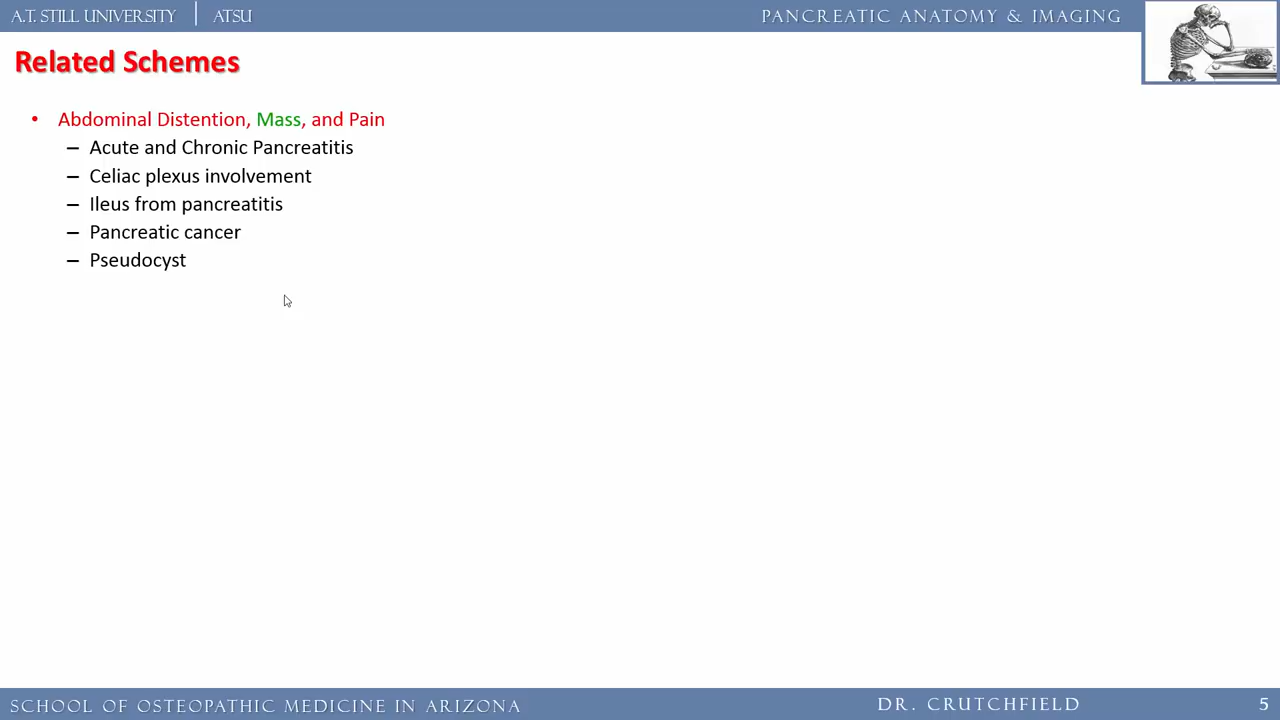 A.T. STILL UNIVERSITY | ATSU
PANCREATIC ANATOMY & IMAGING
Related Schemes
• Abdominal Distention, Mass, and Pain
– Acute and Chronic Pancreatitis
– Celiac plexus involvement
– Ileus from pancreatitis
– Pancreatic cancer
– Pseudocyst
SCHOOL OF OSTEOPATHIC MEDICINE IN ARIZONA
DR. CRUTCHFIELD
5